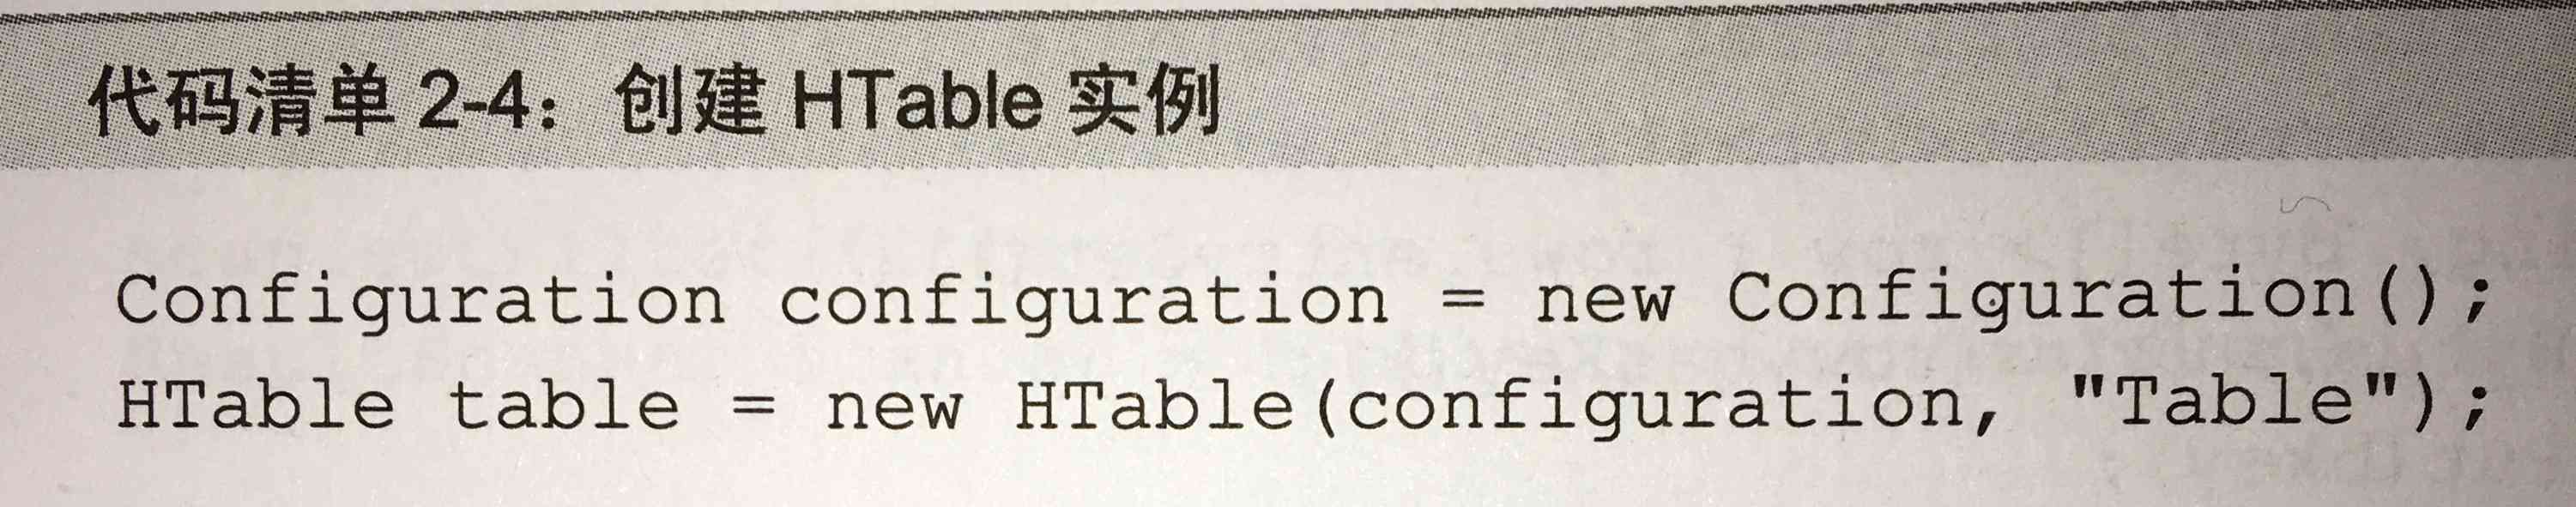 代码清单 2-4：创建 HTable 实例
Configuration configuration = new Configuration();
HTable table = new HTable(configuration, "Table");